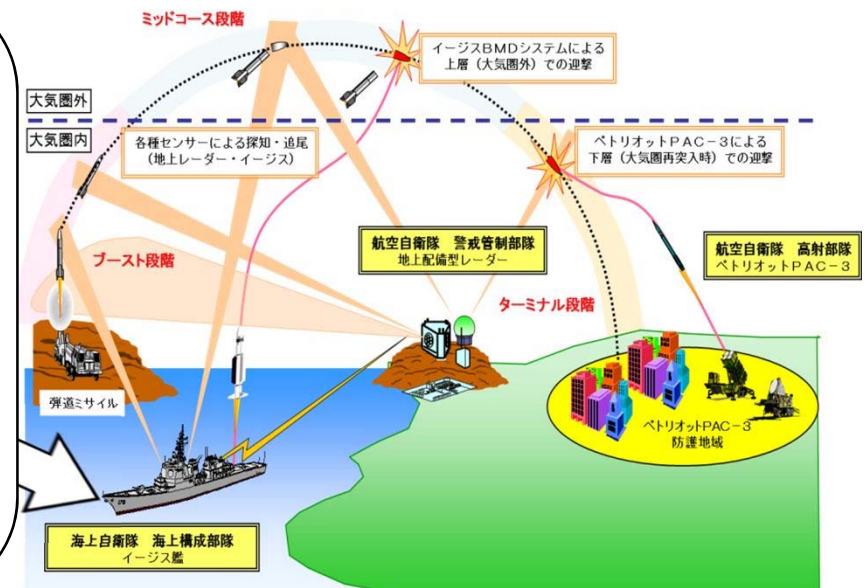 ミッドコース段階
イージスBMDシステムによる
上層（大気圏外）での迎撃
大気圏外
大気圏内
各種センサーによる探知・追尾
（地上レーダー・イージス）
ペトリオットPAC-3による
下層（大気圏再突入時）での迎撃
航空自衛隊 警戒管制部隊
地上配備型レーダー
航空自衛隊 高射部隊
ペトリオットPAC-3
ブースト段階
ターミナル段階
弾道ミサイル
ペトリオットPAC-3
防護地域
海上自衛隊 海上構成部隊
イージス艦